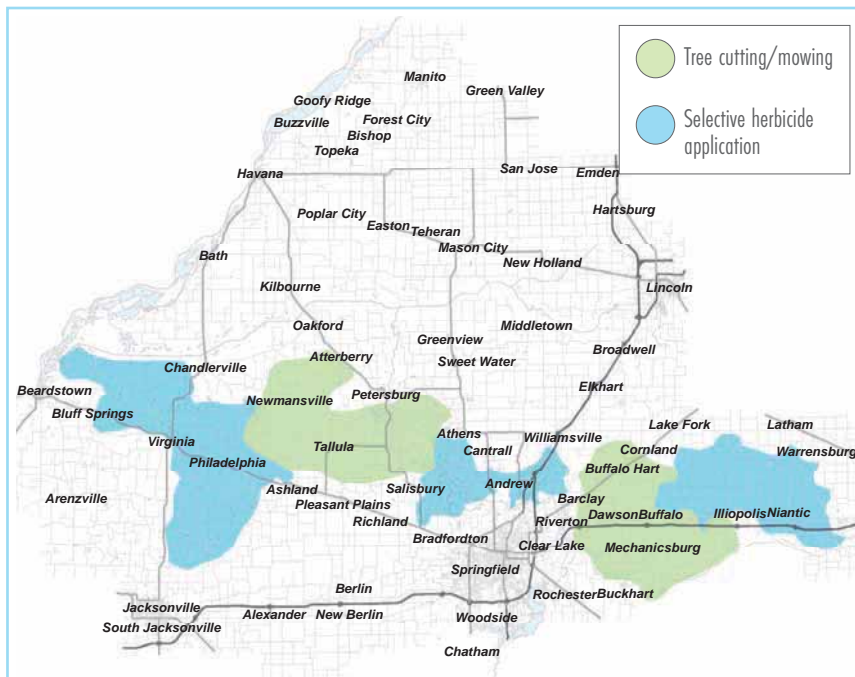 Tree cutting/mowing
Selective herbicide
application
Manito
Green Valley
Goofy Ridge
Buzzville
Forest City
Bishop
Topeka
Havana
San Jose
Emden
Hartsburg
Poplar City
Easton
Teheran
Mason City
New Holland
Bath
Kilbourne
Lincoln
Oakford
Middletown
Greenview
Atterberry
Sweet Water
Broadwell
Chandlerville
Elkhart
Beardstown
Petersburg
Newmansville
Bluff Springs
Lake Fork
Latham
Athens
Williamsville
Virginia
Tallula
Cantrall
Cornland
Warrensburg
Philadelphia
Buffalo Hart
Ashland
Salisbury
Andrew
Arenzville
Pleasant Plains
Barclay
Richland
Riverton
Dawson
Buffalo
Illiopolis
Niantic
Bradfordton
Clear Lake
Mechanicsburg
Springfield
Berlin
Rochester
Buckhart
Jacksonville
Alexander
New Berlin
Woodside
South Jacksonville
Chatham